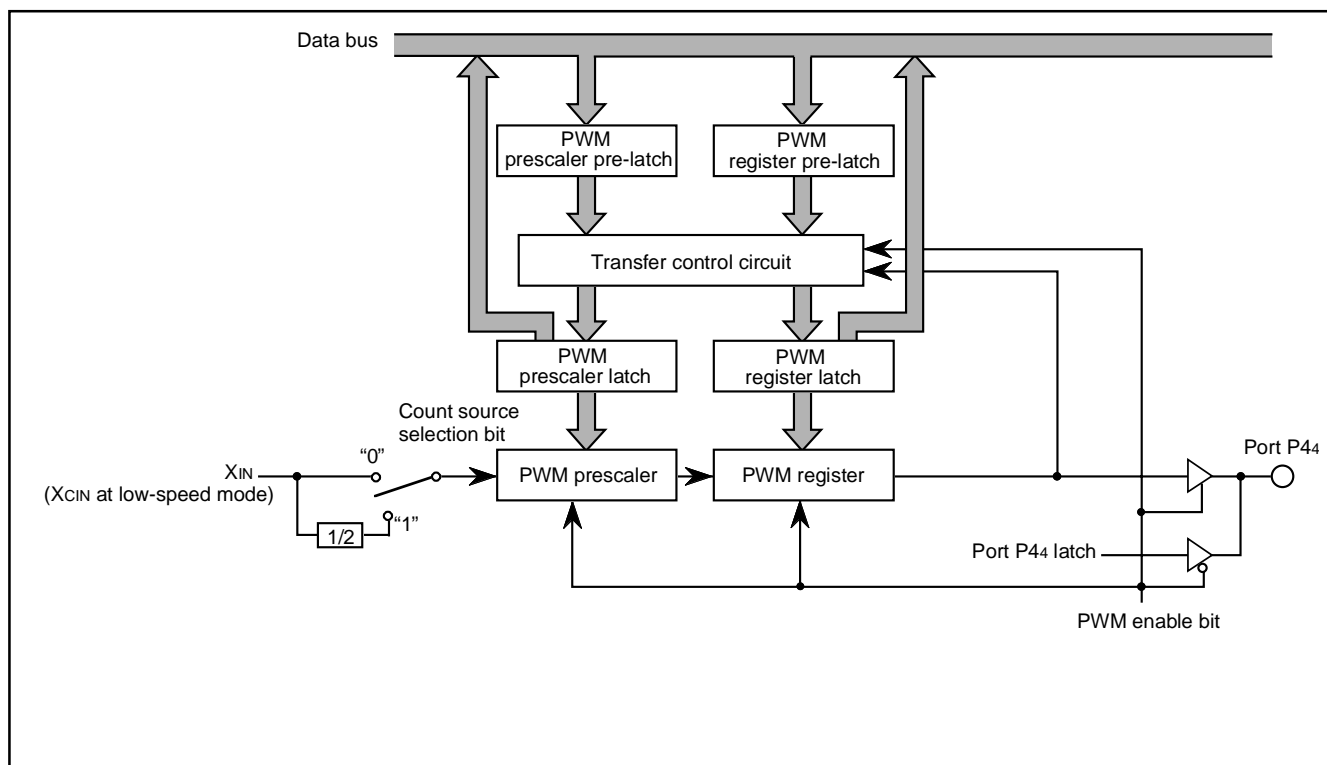 Data bus
PWM
prescaler pre-latch
PWM
register pre-latch
Transfer control circuit
PWM
prescaler latch
PWM
register latch
Count source
selection bit
XIN
(XCIN at low-speed mode)
“0”
“1”
1/2
PWM prescaler
PWM register
Port P44
Port P44 latch
PWM enable bit